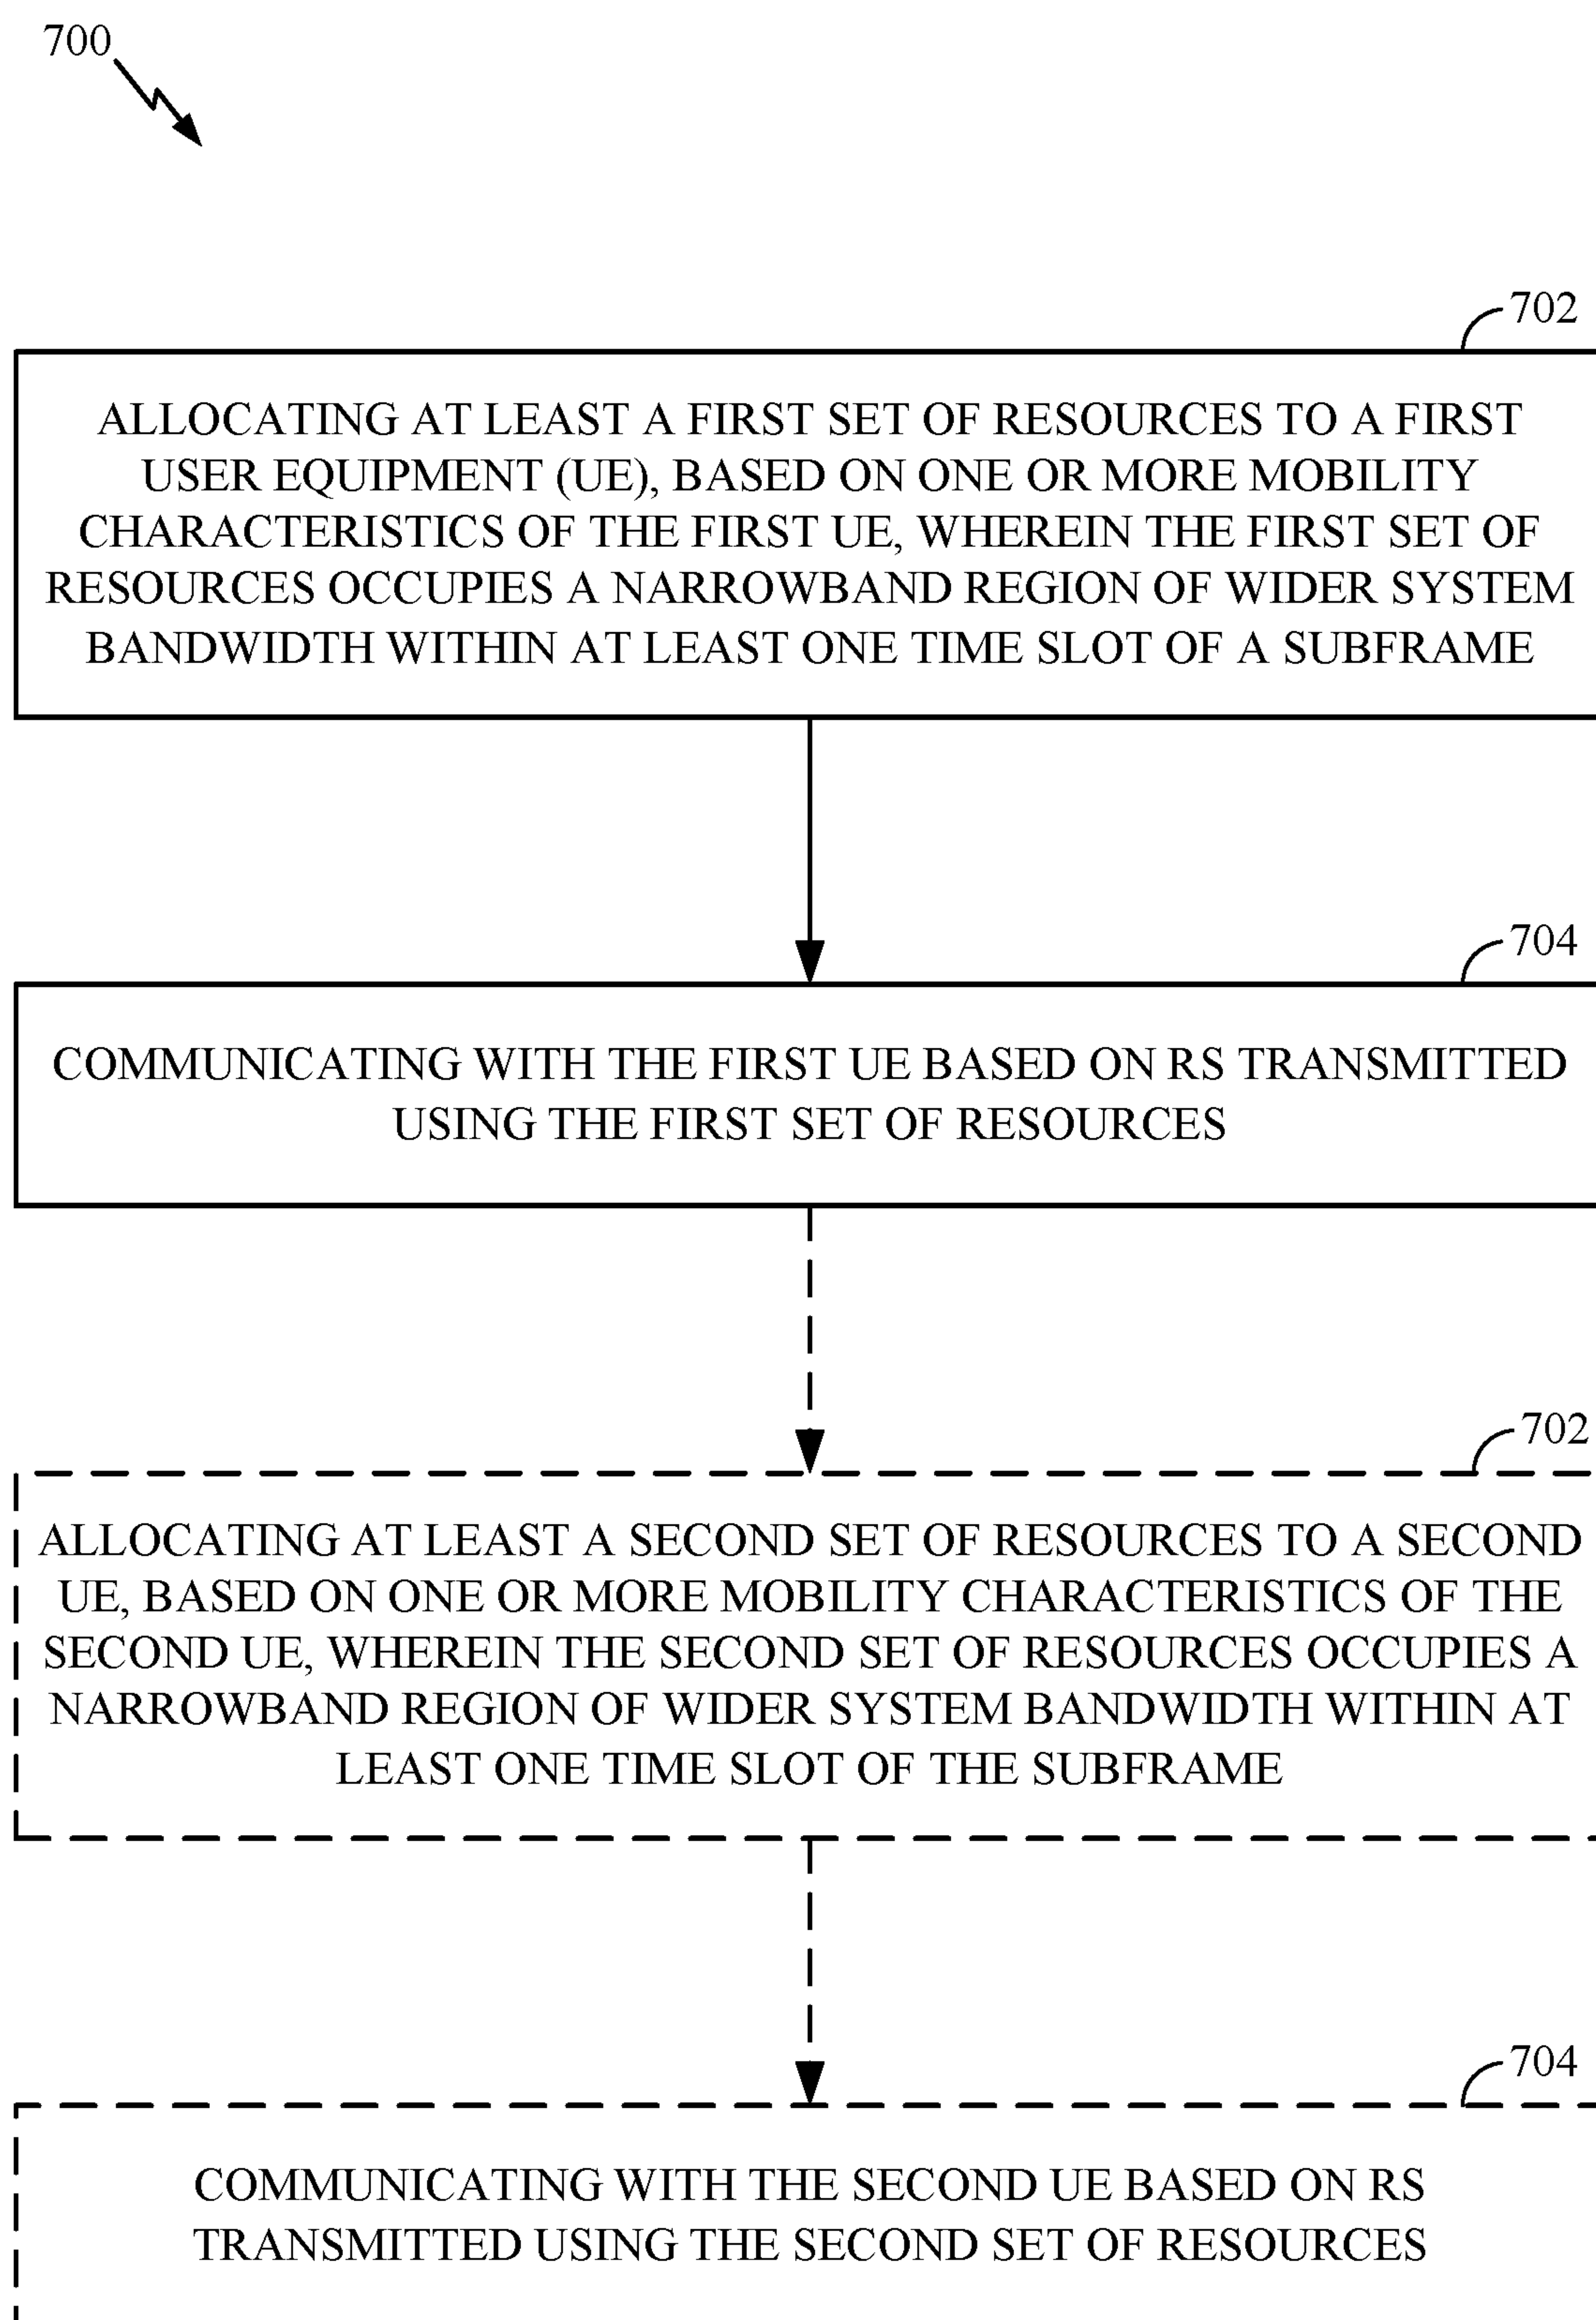 700
702
ALLOCATING AT LEAST A FIRST SET OF RESOURCES TO A FIRST
USER EQUIPMENT (UE), BASED ON ONE OR MORE MOBILITY
CHARACTERISTICS OF THE FIRST UE, WHEREIN THE FIRST SET OF
RESOURCES OCCUPIES A NARROWBAND REGION OF WIDER SYSTEM
BANDWIDTH WITHIN AT LEAST ONE TIME SLOT OF A SUBFRAME
704
COMMUNICATING WITH THE FIRST UE BASED ON RS TRANSMITTED
USING THE FIRST SET OF RESOURCES
702
ALLOCATING AT LEAST A SECOND SET OF RESOURCES TO A SECOND
UE, BASED ON ONE OR MORE MOBILITY CHARACTERISTICS OF THE
SECOND UE, WHEREIN THE SECOND SET OF RESOURCES OCCUPIES A
NARROWBAND REGION OF WIDER SYSTEM BANDWIDTH WITHIN AT
LEAST ONE TIME SLOT OF THE SUBFRAME
704
COMMUNICATING WITH THE SECOND UE BASED ON RS
TRANSMITTED USING THE SECOND SET OF RESOURCES